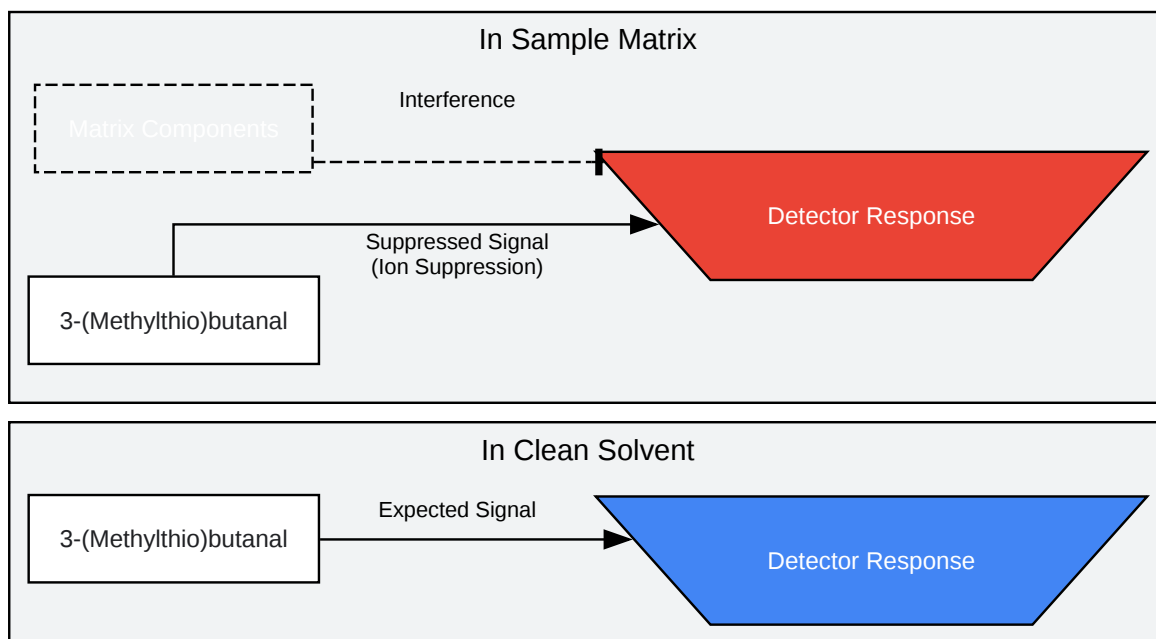 In Sample Matrix
Interference
Matrix Components
Detector Response
Suppressed Signal
(Ion Suppression)
3-(Methylthio)butanal
In Clean Solvent
Expected Signal
3-(Methylthio)butanal
Detector Response